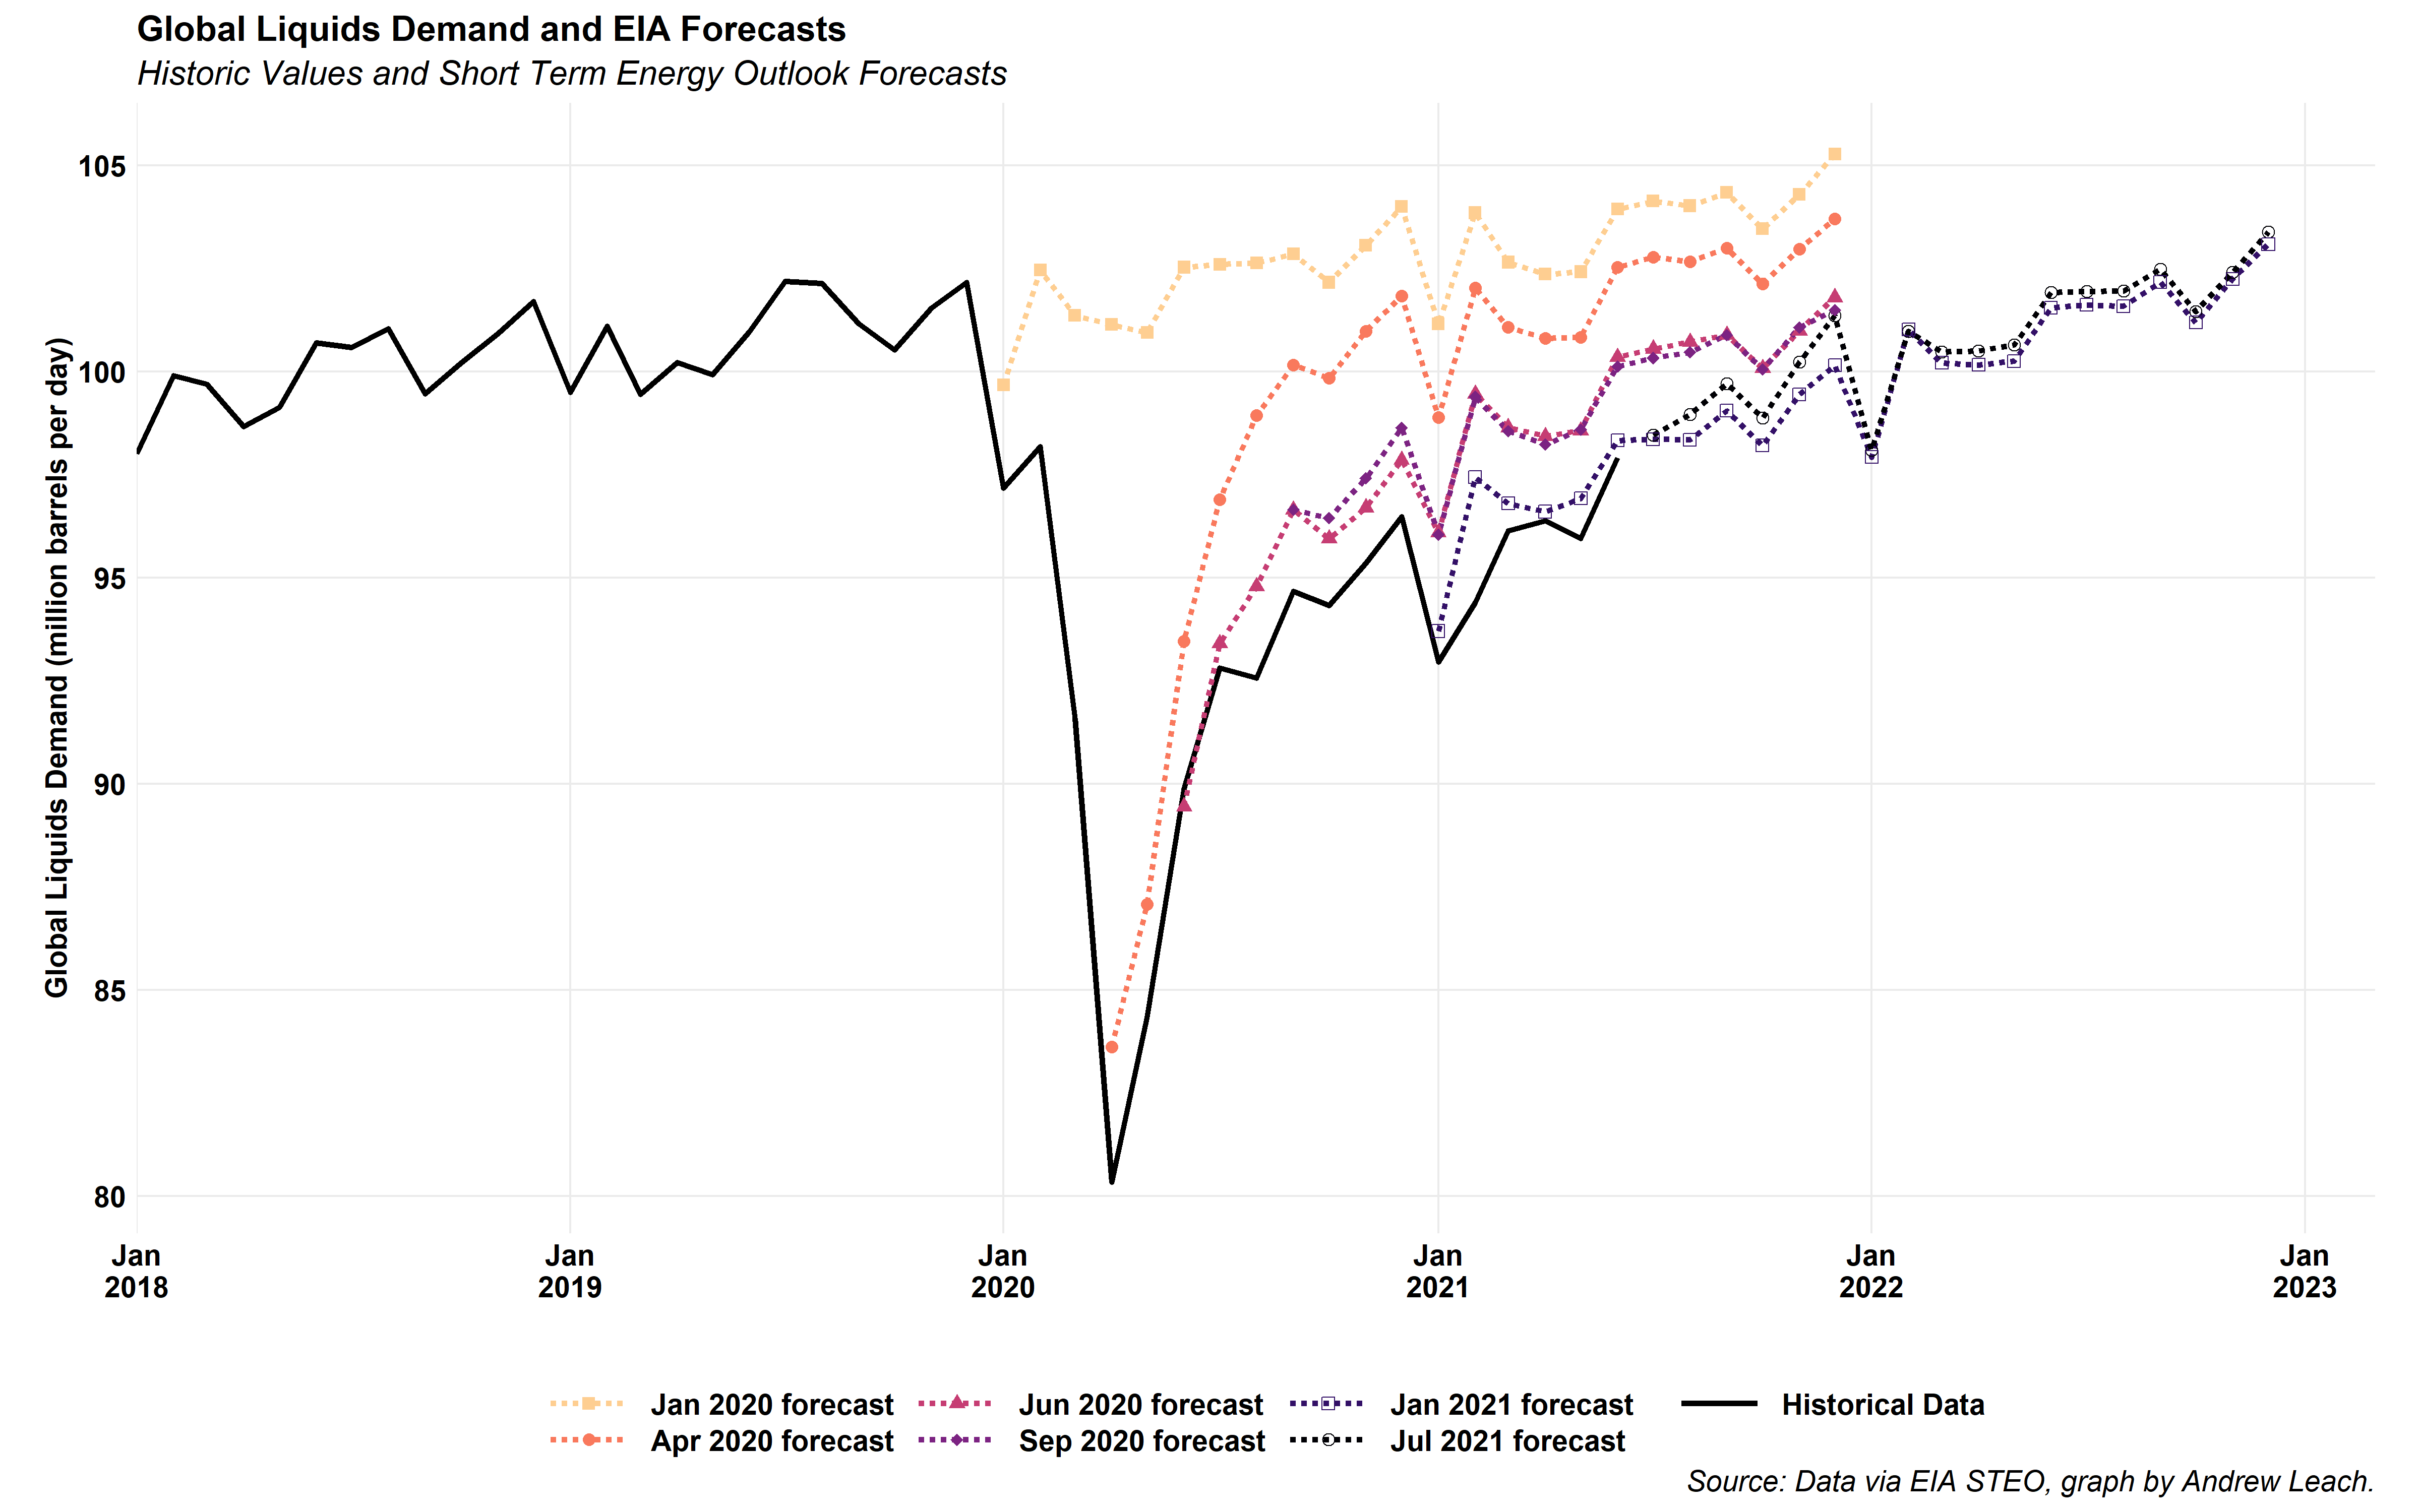 Global Liquids Demand and EIA Forecasts
Historic Values and Short Term Energy Outlook Forecasts
Global Liquids Demand (million barrels per day)
105
100
95
90
85
80
Jan
2018
Jan
2019
Jan
2020
Jan
2021
Jan
2022
Jan
2023
Jan 2020 forecast
Apr 2020 forecast
Jun 2020 forecast
Sep 2020 forecast
Jan 2021 forecast
Jul 2021 forecast
Historical Data
Source: Data via EIA STEO, graph by Andrew Leach.